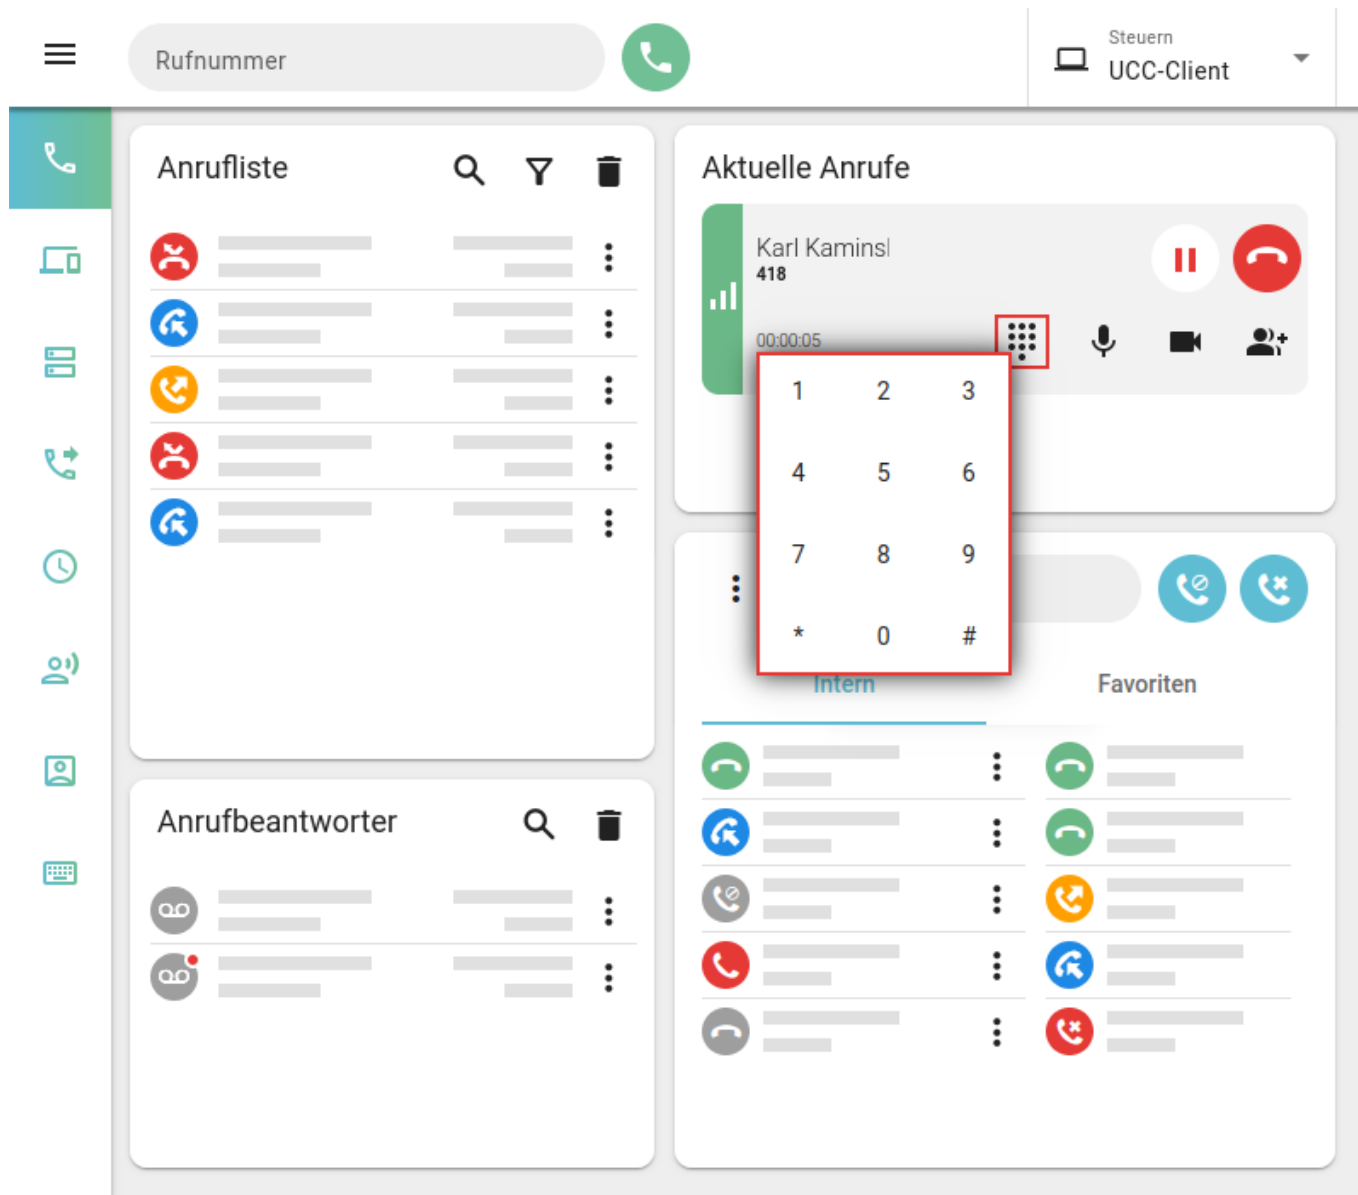 Rufnummer
Steuern
UCC-Client
Anrufliste
Aktuelle Anrufe
Karl Kamins
418
00:00:05
1 2 3
4 5 6
7 8 9
* 0 #
Intern
Favoriten
Anrufbeantworter